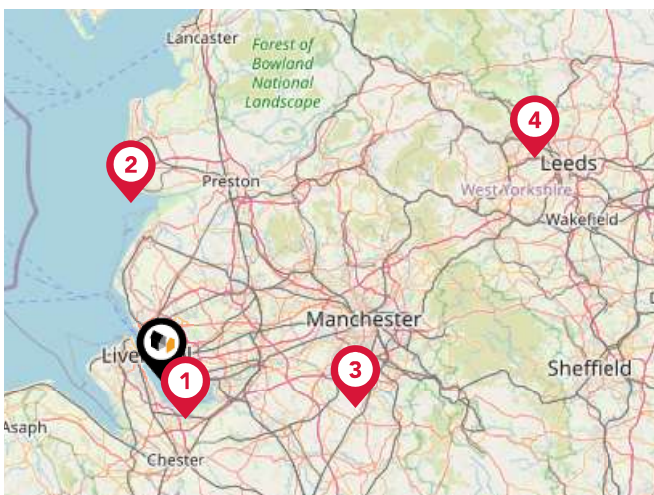 Lancaster
Forest of
Bowland
National
Landscape
4
2
Leeds
Preston
West Yorkshire
Wakefield
Manchester
3
Sheffield
1
Asaph
Chester